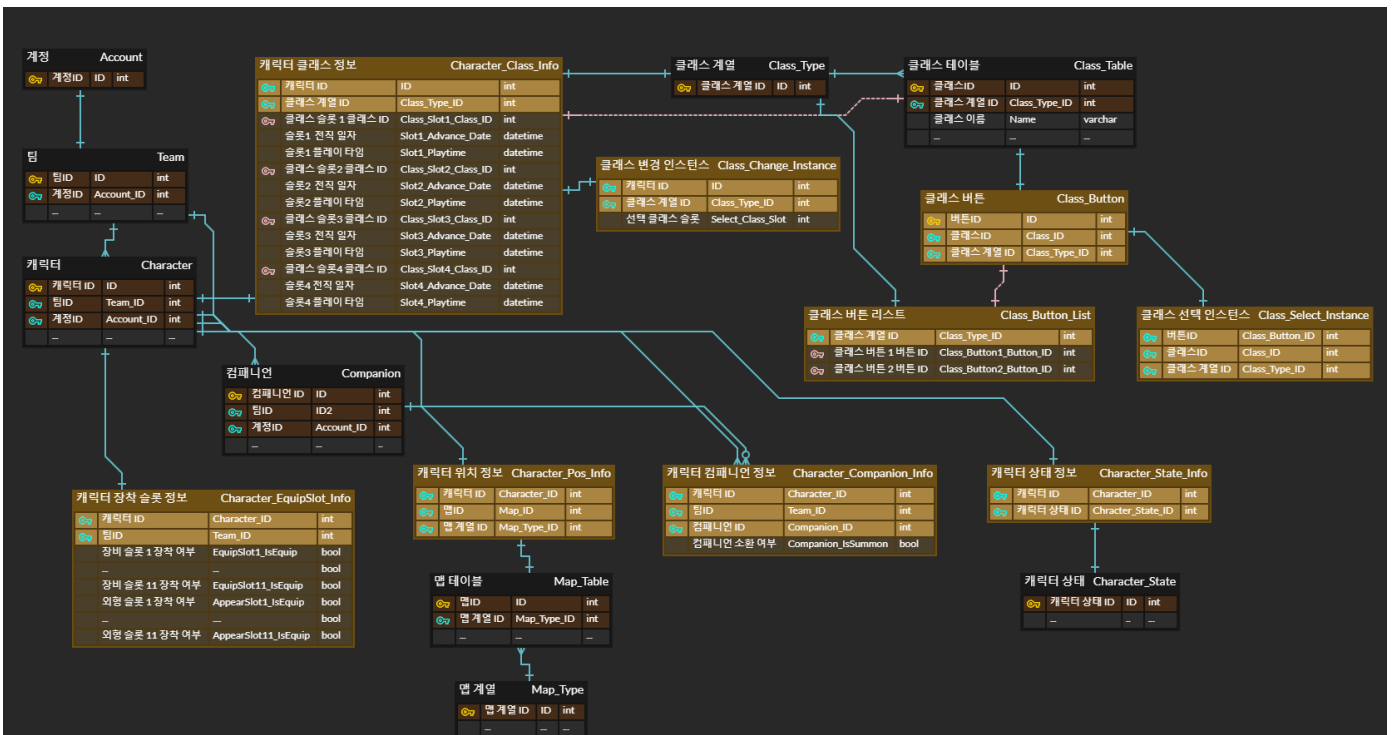 계정 Account
계정ID ID int
팀 Team
팀ID ID int
계정ID Account_ID int
... ... ...
캐릭터 Character
캐릭터 ID ID int
팀ID Team_ID int
계정ID Account_ID int
... ... ...
캐릭터 클래스 정보 Character_Class_Info
캐릭터 ID ID int
클래스 계열 ID Class_Type_ID int
클래스 슬롯 1 클래스 ID Class_Slot1_Class_ID int
슬롯1 전직 일자 Slot1_Advance_Date datetime
슬롯1 플레이 타임 Slot1_Playtime datetime
클래스 슬롯2 클래스 ID Class_Slot2_Class_ID int
슬롯2 전직 일자 Slot2_Advance_Date datetime
슬롯2 플레이 타임 Slot2_Playtime datetime
클래스 슬롯3 클래스 ID Class_Slot3_Class_ID int
슬롯3 전직 일자 Slot3_Advance_Date datetime
슬롯3 플레이 타임 Slot3_Playtime datetime
클래스 슬롯4 클래스 ID Class_Slot4_Class_ID int
슬롯4 전직 일자 Slot4_Advance_Date datetime
슬롯4 플레이 타임 Slot4_Playtime datetime
클래스 계열 Class_Type
클래스 계열 ID ID int
클래스 테이블 Class_Table
클래스ID ID int
클래스 계열 ID Class_Type_ID int
클래스 이름 Name varchar
... ... ...
클래스 변경 인스턴스 Class_Change_Instance
캐릭터 ID ID int
클래스 계열 ID Class_Type_ID int
선택 클래스 슬롯 Select_Class_Slot int
클래스 버튼 Class_Button
버튼ID ID int
클래스ID Class_ID int
클래스 계열 ID Class_Type_ID int
클래스 버튼 리스트 Class_Button_List
클래스 계열 ID Class_Type_ID int
클래스 버튼 1 버튼 ID Class_Button1_Button_ID int
클래스 버튼 2 버튼 ID Class_Button2_Button_ID int
클래스 선택 인스턴스 Class_Select_Instance
버튼ID Class_Button_ID int
클래스ID Class_ID int
클래스 계열 ID Class_Type_ID int
컴패니언 Companion
컴패니언 ID ID int
팀ID ID2 int
계정ID Account_ID int
... ... ...
캐릭터 장착 슬롯 정보 Character_EquipSlot_Info
캐릭터 ID Character_ID int
팀ID Team_ID int
장비 슬롯 1 장착 여부 EquipSlot1_IsEquip bool
... ... bool
장비 슬롯 11 장착 여부 EquipSlot11_IsEquip bool
외형 슬롯 1 장착 여부 AppearSlot1_IsEquip bool
... ... bool
외형 슬롯 11 장착 여부 AppearSlot11_IsEquip bool
캐릭터 위치 정보 Character_Pos_Info
캐릭터 ID Character_ID int
맵ID Map_ID int
맵 계열 ID Map_Type_ID int
캐릭터 컴패니언 정보 Character_Companion_Info
캐릭터 ID Character_ID int
팀ID Team_ID int
컴패니언 ID Companion_ID int
컴패니언 소환 여부 Companion_IsSummon bool
캐릭터 상태 정보 Character_State_Info
캐릭터 ID Character_ID int
캐릭터 상태 ID Chracter_State_ID int
맵 테이블 Map_Table
맵ID ID int
맵 계열 ID Map_Type_ID int
... ... ...
캐릭터 상태 Character_State
캐릭터 상태 ID ID int
... ... ...
맵 계열 Map_Type
맵 계열 ID ID int
... ... ...